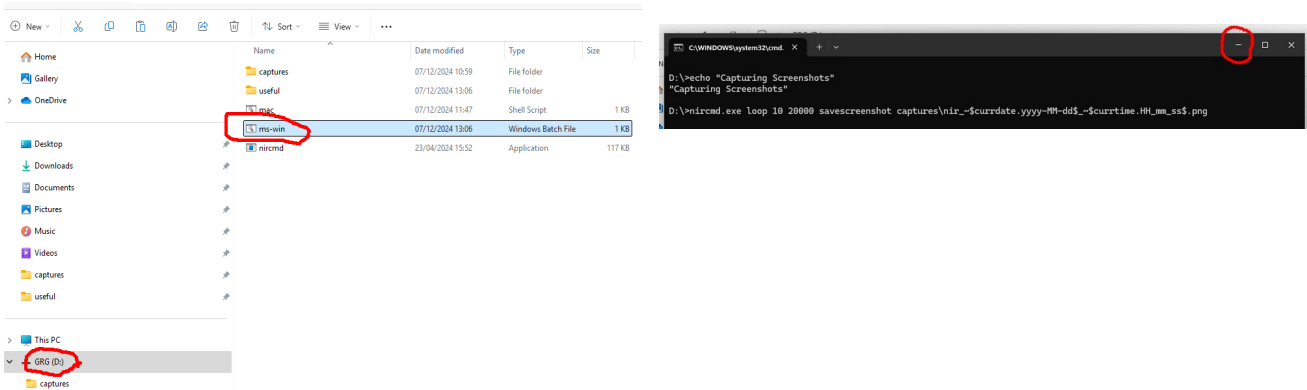 New
Sort
View
Name Date modified Type Size
Home
Gallery
OneDrive
Desktop
Downloads
Documents
Pictures
Music
Videos
captures
useful
This PC
GRG (D:)
captures
captures 07/12/2024 10:59 File folder
useful 07/12/2024 13:06 File folder
mac 07/12/2024 11:47 Shell Script 1 KB
ms-win 07/12/2024 13:06 Windows Batch File 1 KB
nircmd 23/04/2024 15:52 Application 117 KB
C:\WINDOWS\system32\cmd.
D:\>echo "Capturing Screenshots"
"Capturing Screenshots"
D:\>nircmd.exe loop 10 20000 savescreenshot captures\nir_~$currdate.yyyy-MM-dd$_~$currtime.HH_mm_ss$.png